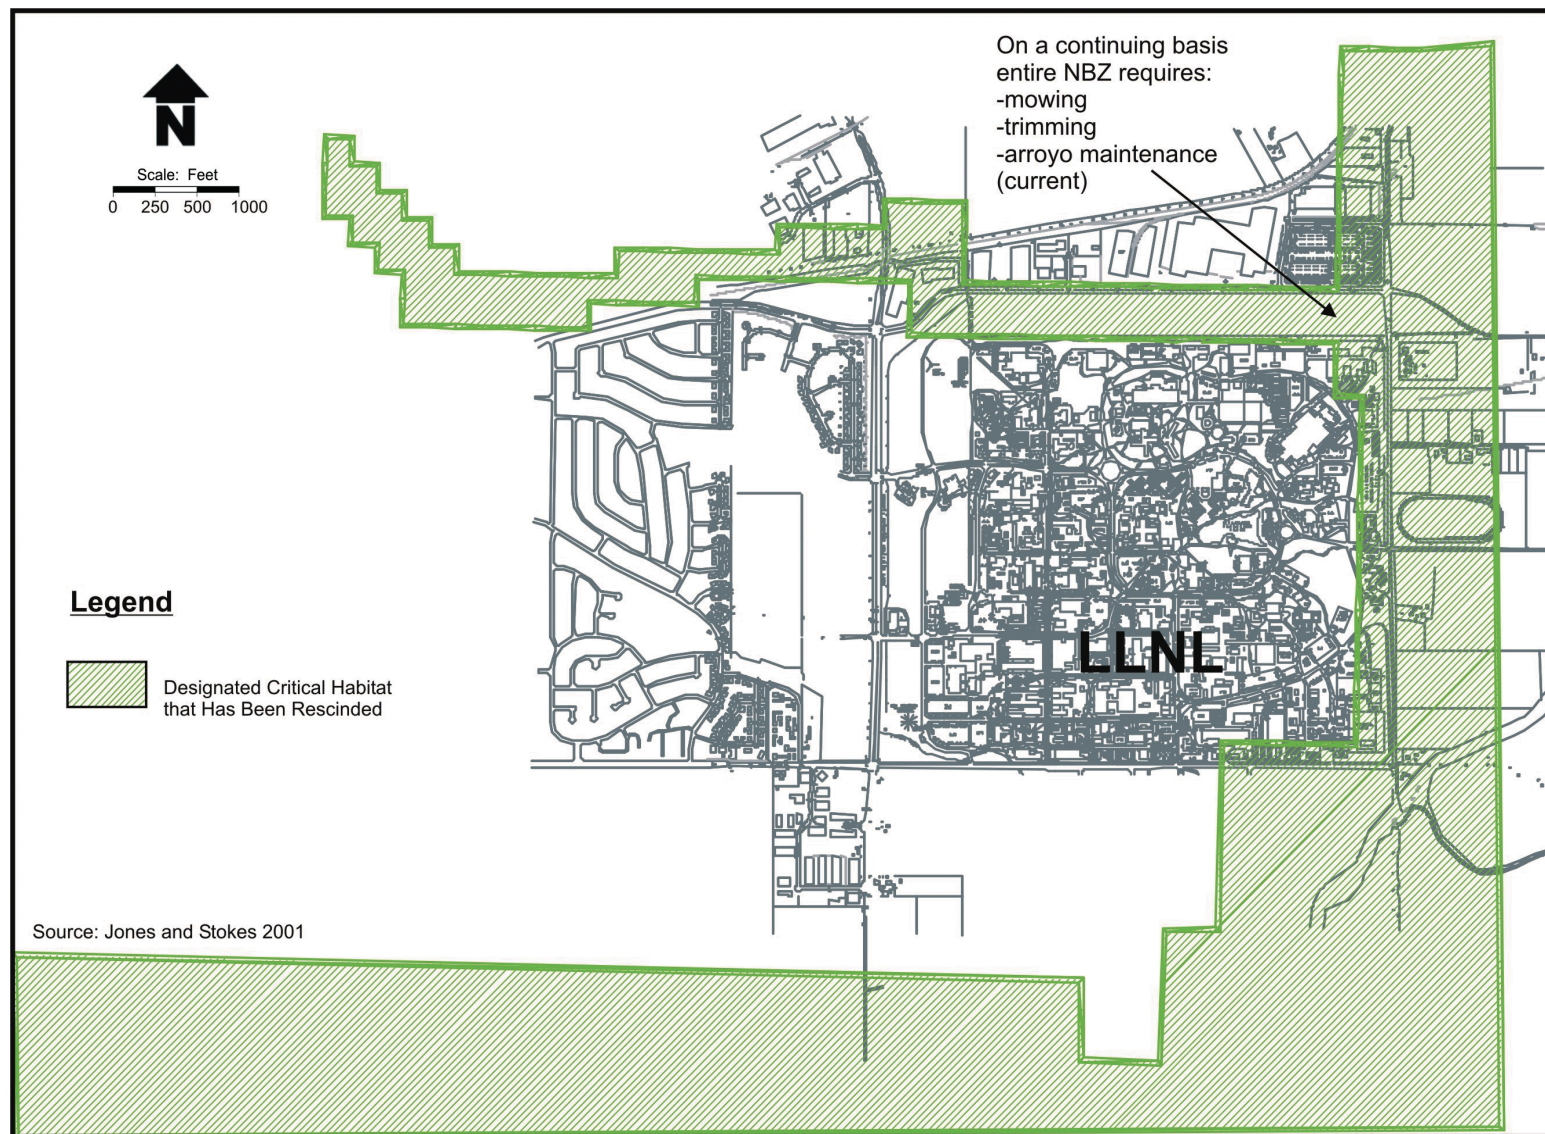 On a continuing basis
entire NBZ requires:
-mowing
-trimming
-arroyo maintenance
(current)
N
Scale: Feet
0 250 500 1000
Legend
Designated Critical Habitat
that Has Been Rescinded
LLNL
Source: Jones and Stokes 2001